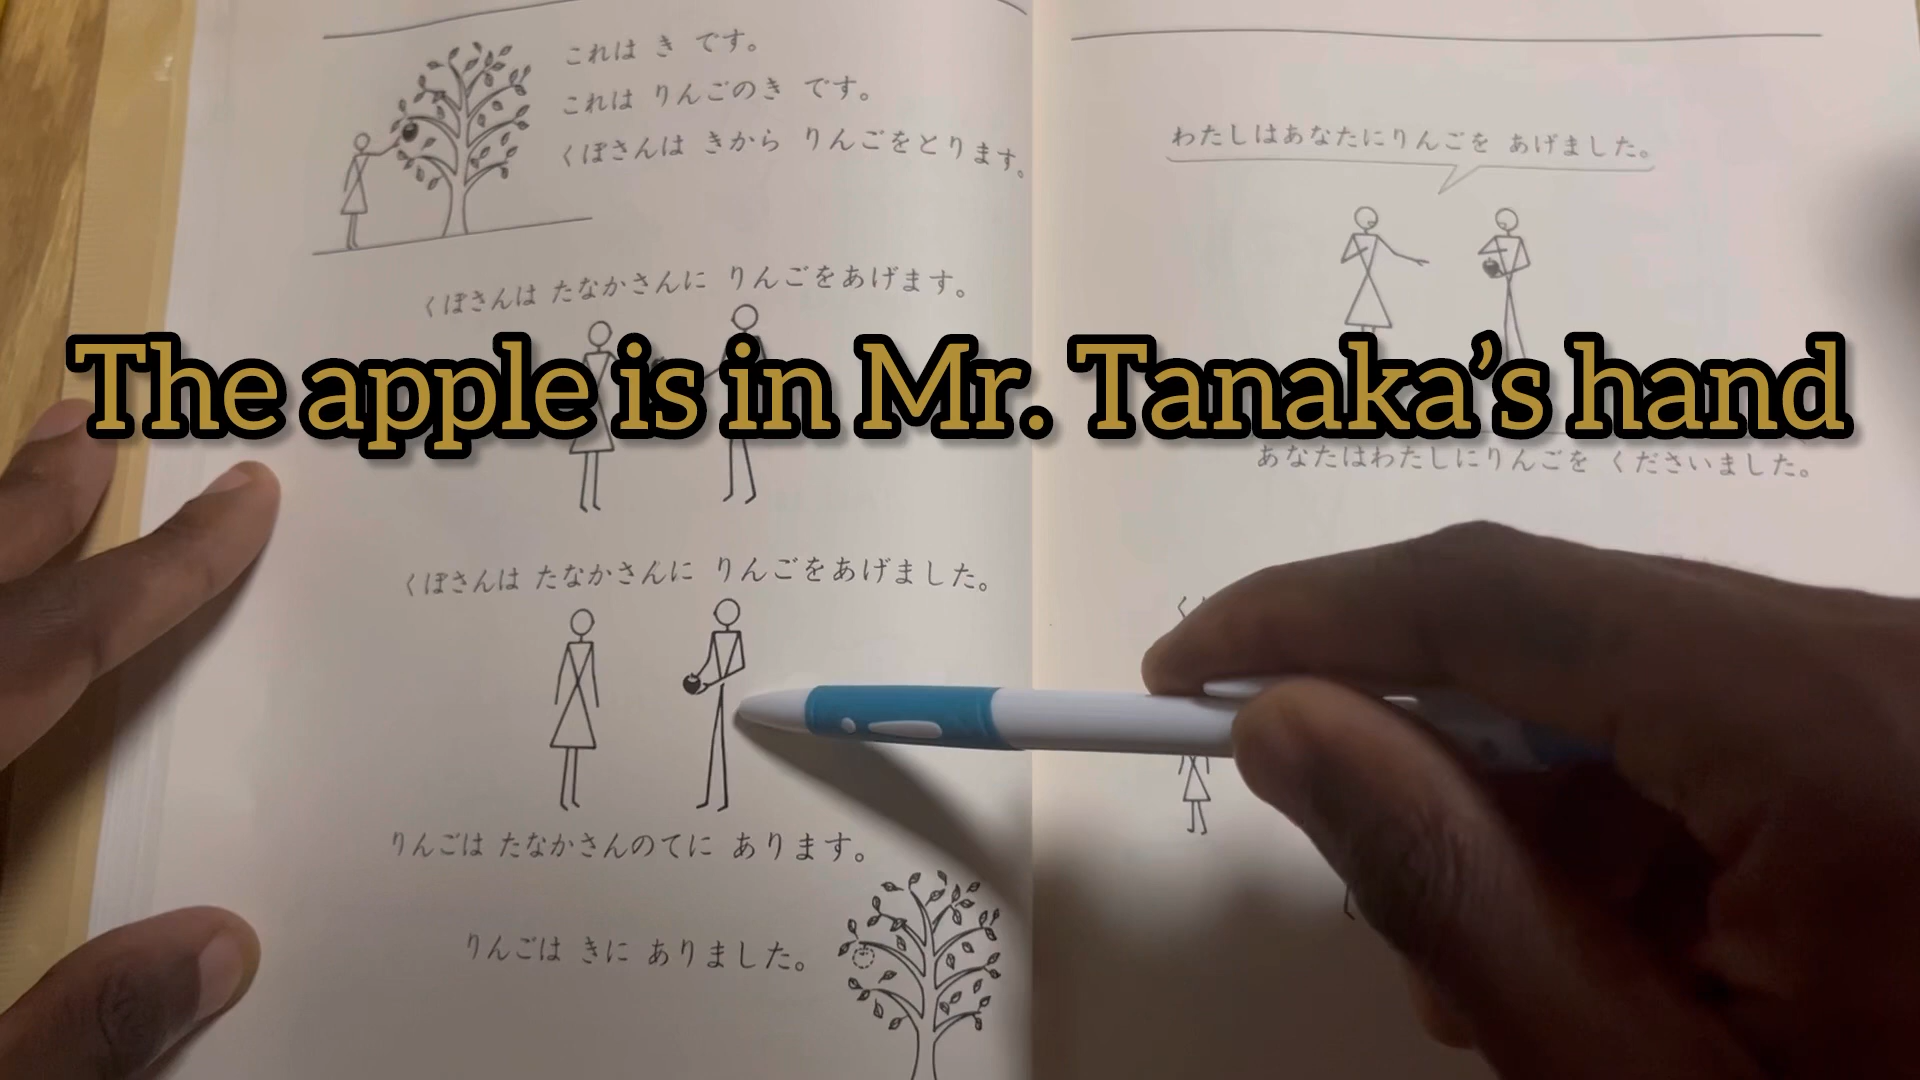 これは き です。
これは りんごのき です。
くぼさんは きから りんごをとります。
くぼさんは たなかさんに りんごをあげます。
The apple is in Mr. Tanaka's hand
くぼさんは たなかさんに りんごをあげました。
りんごは たなかさんのてに あります。
りんごは きに ありました。
わたしはあなたにりんごを あげました。
あなたはわたしにりんごを くださいました。